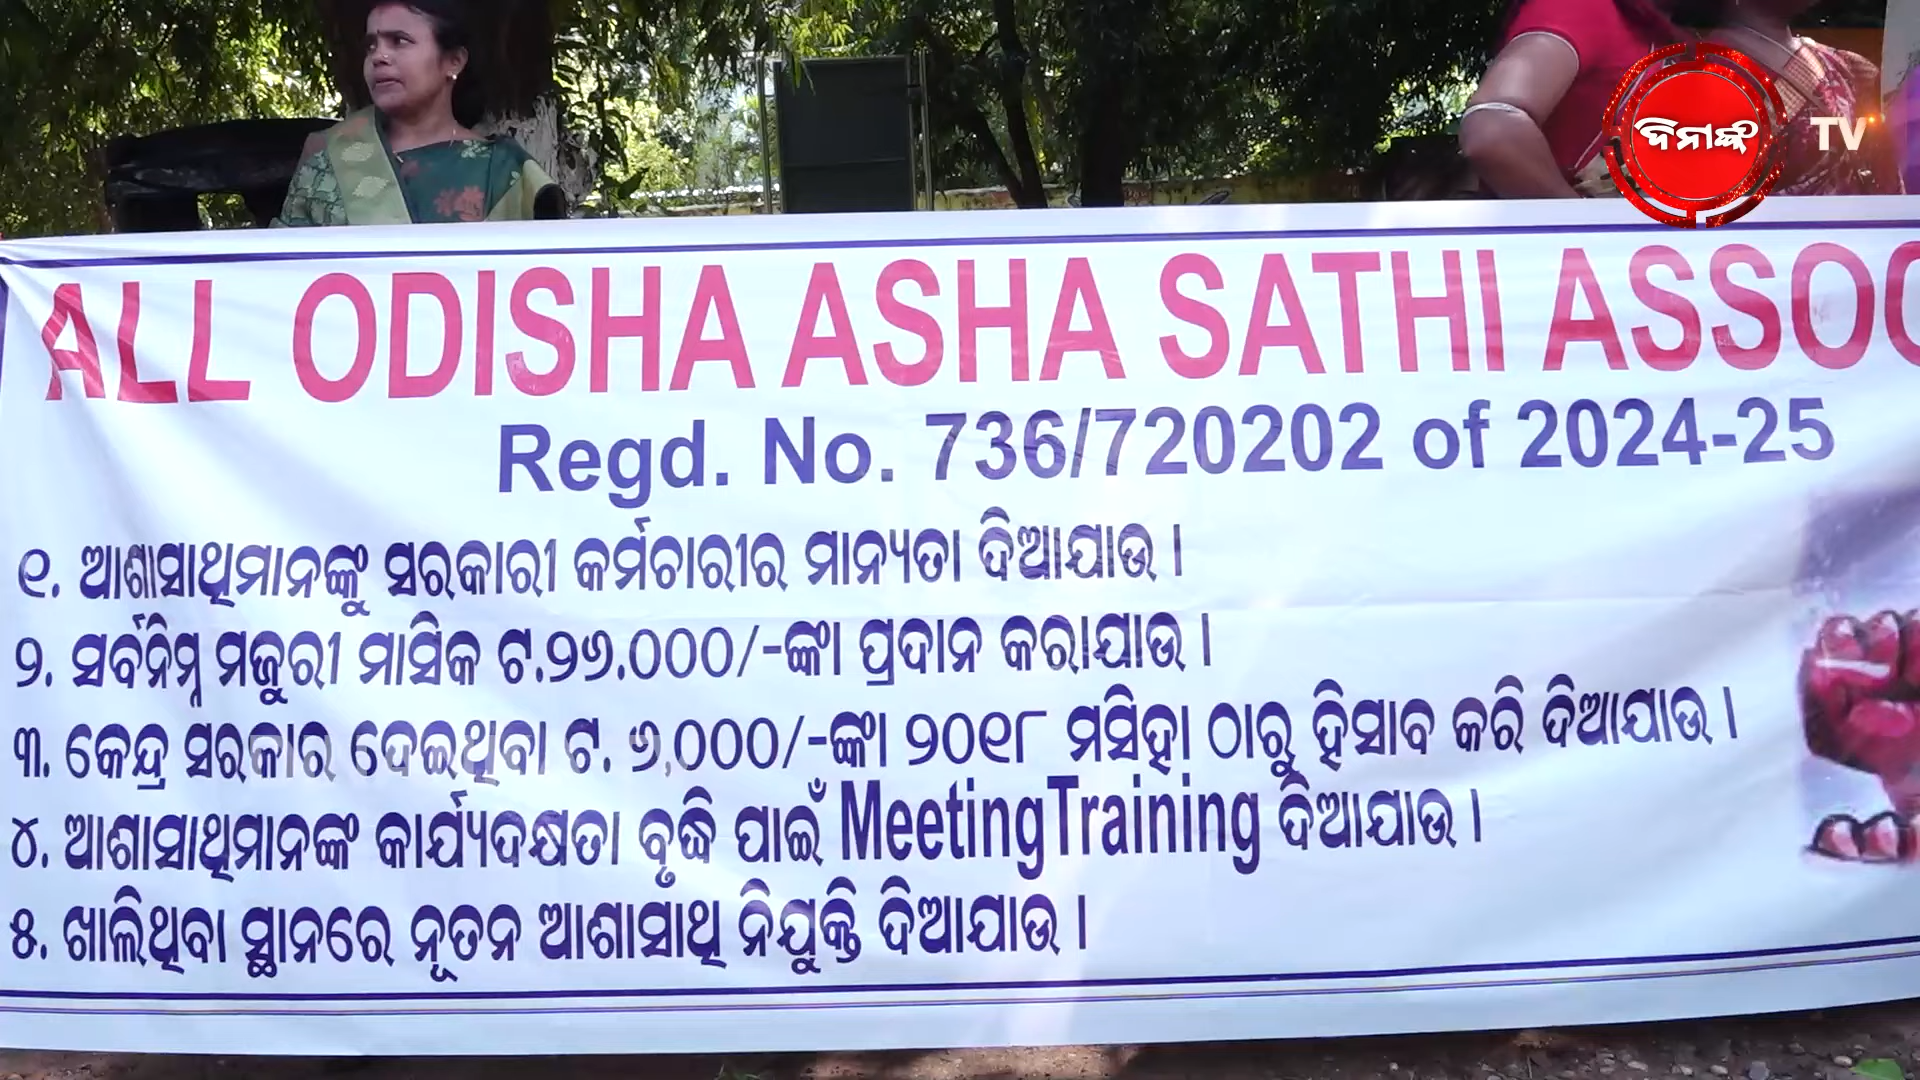 ଦିନାଙ୍କ TV
ALL ODISHA ASHA SATHI ASSOC
Regd. No. 736/720202 of 2024-25
୧. ଆଶାସାଥିମାନଙ୍କୁ ସରକାରୀ କର୍ମଚାରୀର ମାନ୍ୟତା ଦିଆଯାଉ ।
୨. ସର୍ବନିମ୍ନ ମଜୁରୀ ମାସିକ ଟ.୨୬.୦୦୦/-ଙ୍କା ପ୍ରଦାନ କରାଯାଉ ।
୩. କେନ୍ଦ୍ର ସରକାର ଦେଇଥିବା ଟ. ୬,୦୦୦/-ଙ୍କା ୨୦୧୮ ମସିହା ଠାରୁ ହିସାବ କରି ଦିଆଯାଉ ।
୪. ଆଶାସାଥିମାନଙ୍କ କାର୍ଯ୍ୟଦକ୍ଷତା ବୃଦ୍ଧି ପାଇଁ Meeting Training ଦିଆଯାଉ ।
୫. ଖାଲିଥିବା ସ୍ଥାନରେ ନୂତନ ଆଶାସାଥି ନିଯୁକ୍ତି ଦିଆଯାଉ ।